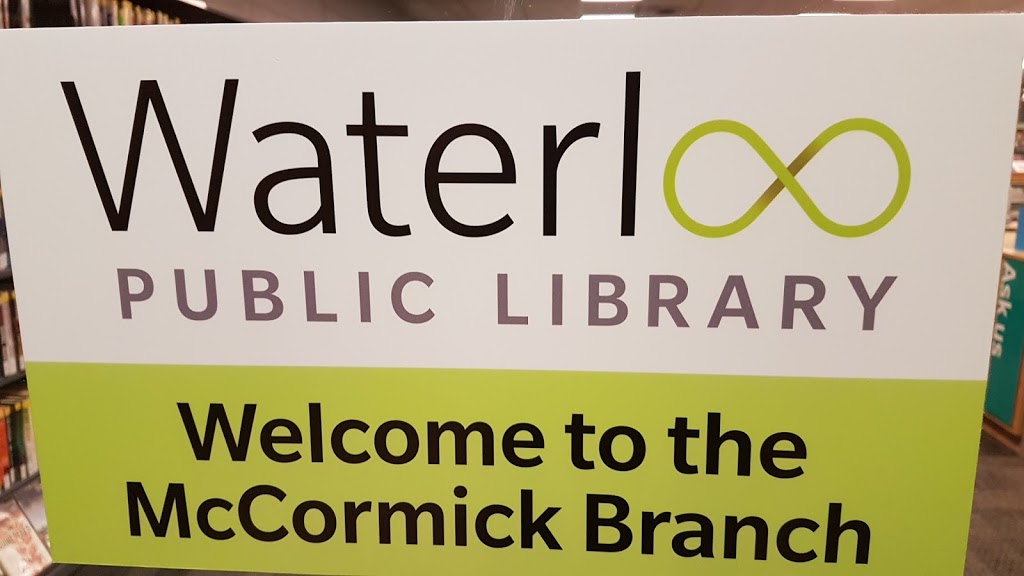 Waterloo
PUBLIC LIBRARY
Welcome to the
McCormick Branch
Ask us